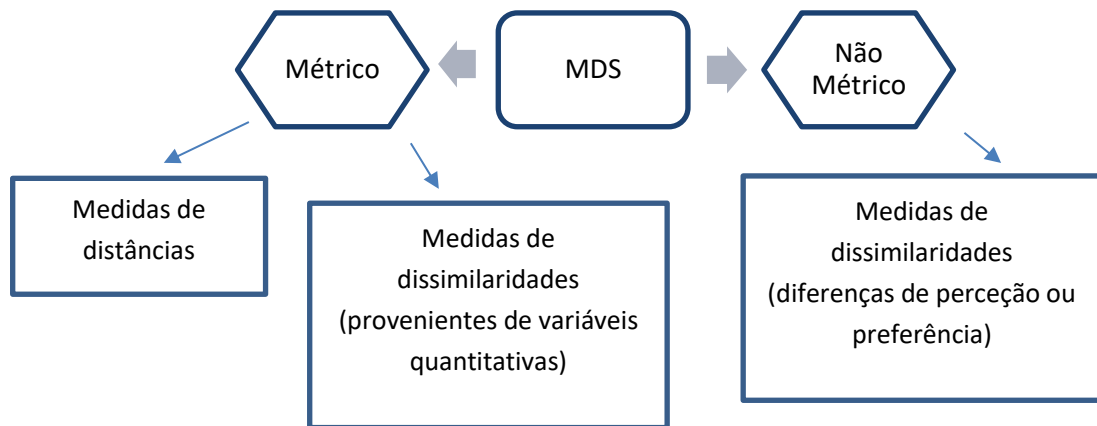 Métrico
MDS
Não
Métrico
Medidas de
distâncias
Medidas de
dissimilaridades
(provenientes de variáveis
quantitativas)
Medidas de
dissimilaridades
(diferenças de perceção ou
preferência)